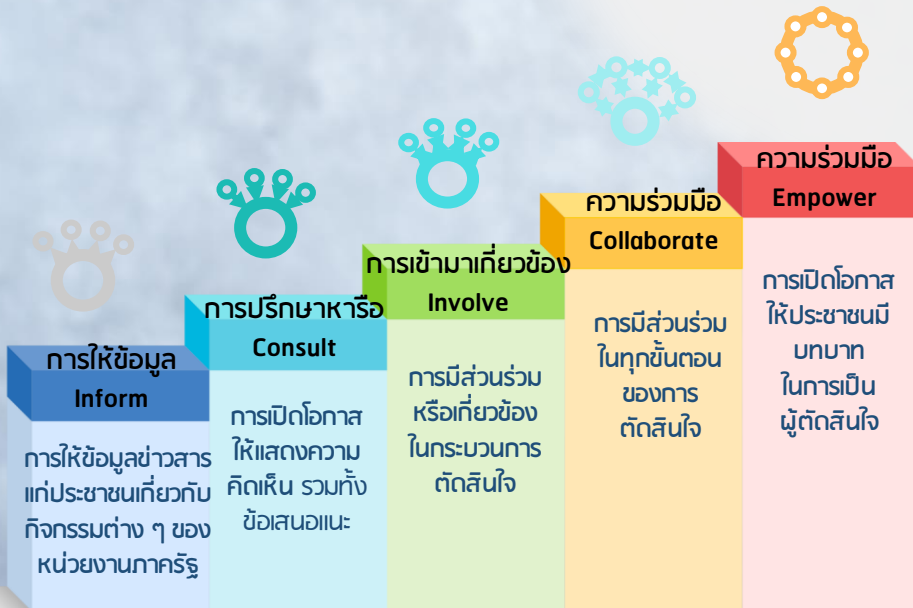 การให้ข้อมูล
Inform
การให้ข้อมูลข่าวสาร
แก่ประชาชนเกี่ยวกับ
กิจกรรมต่าง ๆ ของ
หน่วยงานภาครัฐ
การปรึกษาหารือ
Consult
การเปิดโอกาส
ให้แสดงความ
คิดเห็น รวมทั้ง
ข้อเสนอแนะ
การเข้ามาเกี่ยวข้อง
Involve
การมีส่วนร่วม
หรือเกี่ยวข้อง
ในกระบวนการ
ตัดสินใจ
ความร่วมมือ
Collaborate
การมีส่วนร่วม
ในทุกขั้นตอน
ของการ
ตัดสินใจ
ความร่วมมือ
Empower
การเปิดโอกาส
ให้ประชาชนมี
บทบาท
ในการเป็น
ผู้ตัดสินใจ